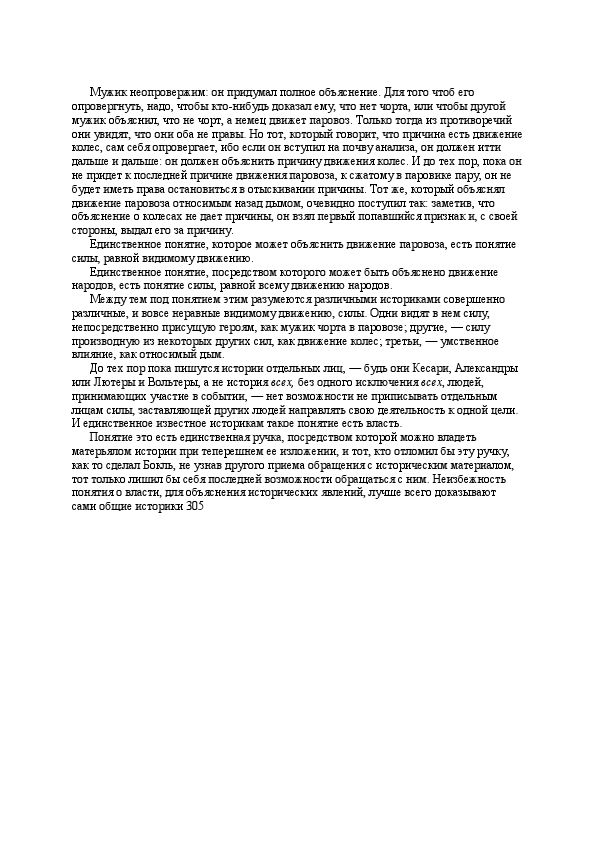 Мужик неопровержим: он придумал полное объяснение. Для того чтоб его
опровергнуть, надо, чтобы кто-нибудь доказал ему, что нет чорта, или чтобы другой
мужик объяснил, что не чорт, а немец движет паровоз. Только тогда из противоречий
они увидят, что они оба не правы. Но тот, который говорит, что причина есть движение
колес, сам себя опровергает, ибо если он вступил на почву анализа, он должен итти
дальше и дальше: он должен объяснить причину движения колес. И до тех пор, пока он
не придет к последней причине движения паровоза, к сжатому в паровике пару, он не
будет иметь права остановиться в отыскивании причины. Тот же, который объяснял
движение паровоза относимым назад дымом, очевидно поступил так: заметив, что
объяснение о колесах не дает причины, он взял первый попавшийся признак и, с своей
стороны, выдал его за причину.
Единственное понятие, которое может объяснить движение паровоза, есть понятие
силы, равной видимому движению.
Единственное понятие, посредством которого может быть объяснено движение
народов, есть понятие силы, равной всему движению народов.
Между тем под понятием этим разумеются различными историками совершенно
различные, и вовсе неравные видимому движению, силы. Одни видят в нем силу,
непосредственно присущую героям, как мужик чорта в паровозе; другие, — силу
производную из некоторых других сил, как движение колес; третьи, — умственное
влияние, как относимый дым.
До тех пор пока пишутся истории отдельных лиц, — будь они Кесари, Александры
или Лютеры и Вольтеры, а не история всех, без одного исключения всех, людей,
принимающих участие в событии, — нет возможности не приписывать отдельным
лицам силы, заставляющей других людей направлять свою деятельность к одной цели.
И единственное известное историкам такое понятие есть власть.
Понятие это есть единственная ручка, посредством которой можно владеть
матерьялом истории при теперешнем ее изложении, и тот, кто отломил бы эту ручку,
как то сделал Бокль, не узнав другого приема обращения с историческим материалом,
тот только лишил бы себя последней возможности обращаться с ним. Неизбежность
понятия о власти, для объяснения исторических явлений, лучше всего доказывают
сами общие историки 305